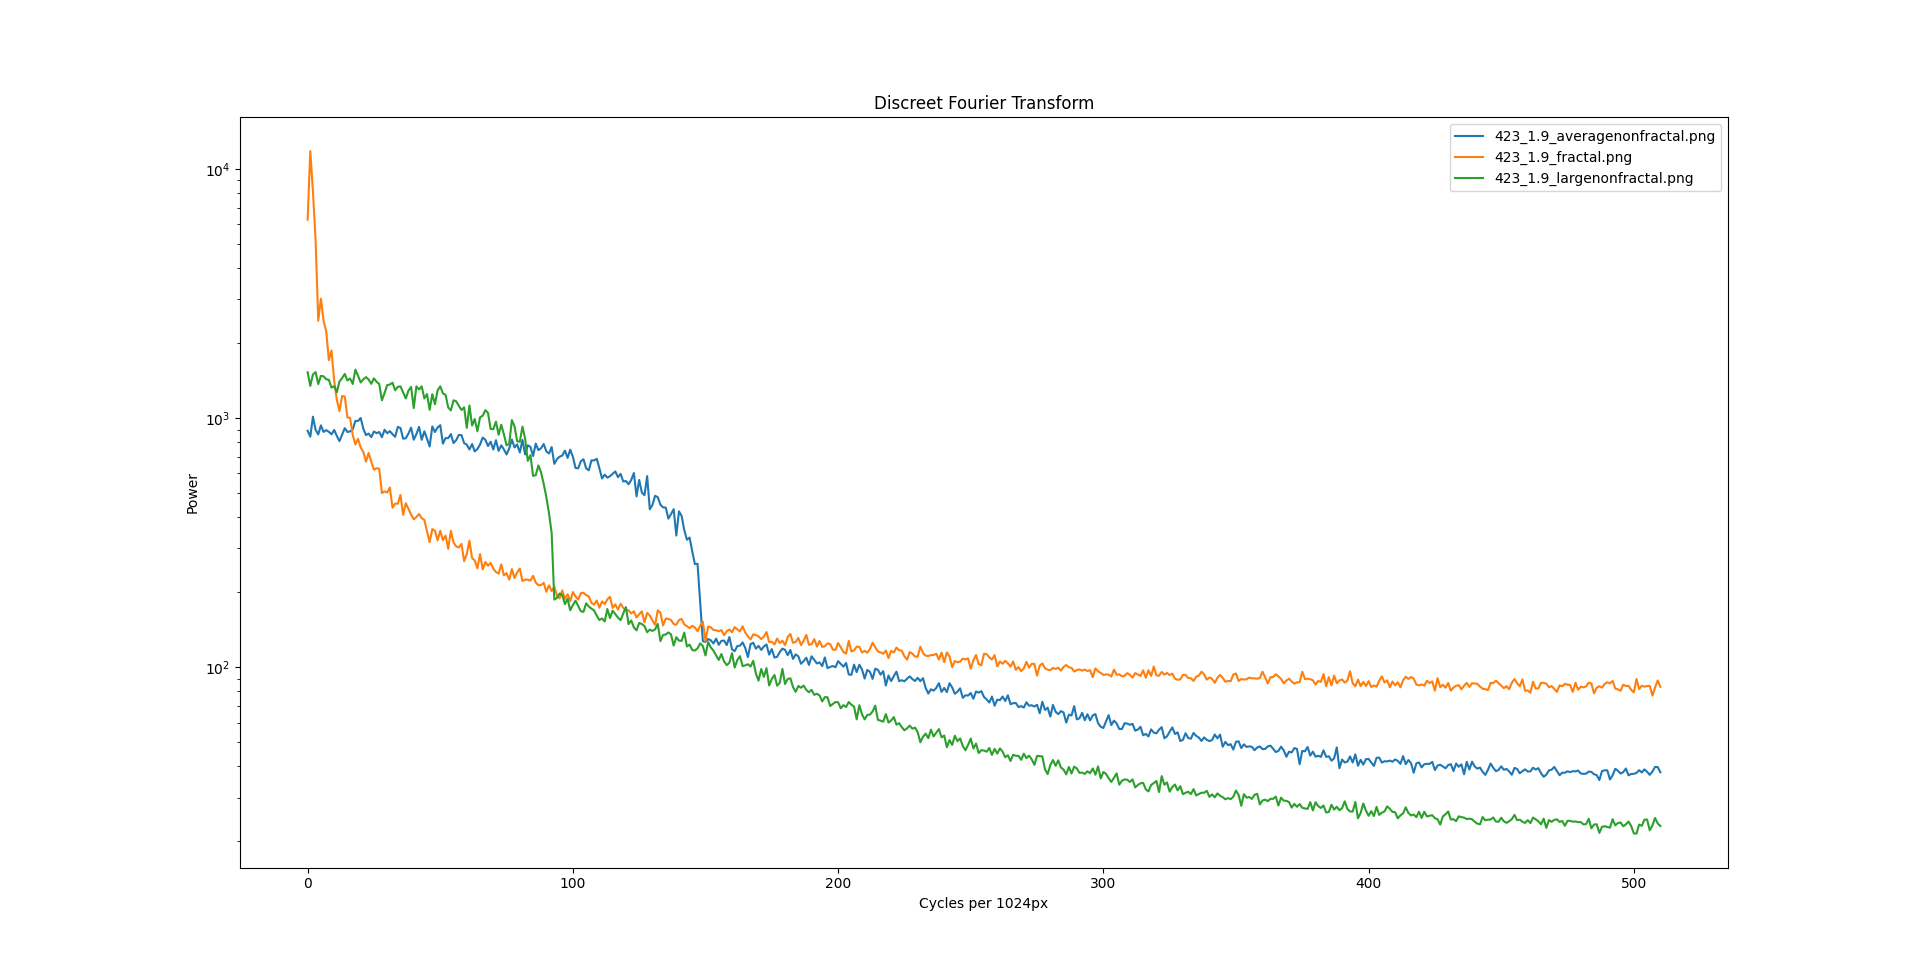 Discreet Fourier Transform
423_1.9_averagenonfractal.png
423_1.9_fractal.png
423_1.9_largenonfractal.png
10^4
10^3
10^2
Power
0 100 200 300 400 500
Cycles per 1024px